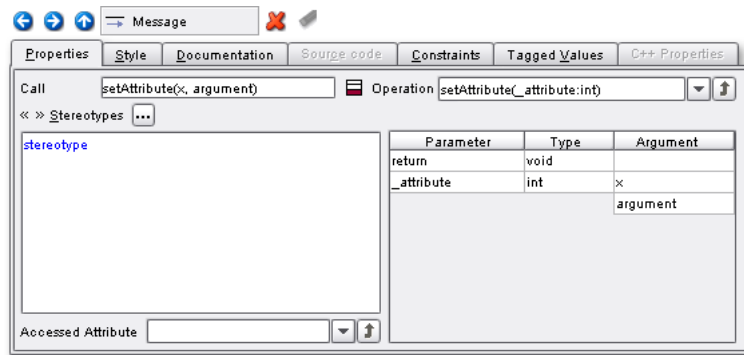 Message
Properties Style Documentation Source code Constraints Tagged Values C++ Properties
Call setAttribute(x, argument) Operation setAttribute(_attribute:int)
« » Stereotypes ...
stereotype
Parameter Type Argument
return void
_attribute int x
argument
Accessed Attribute